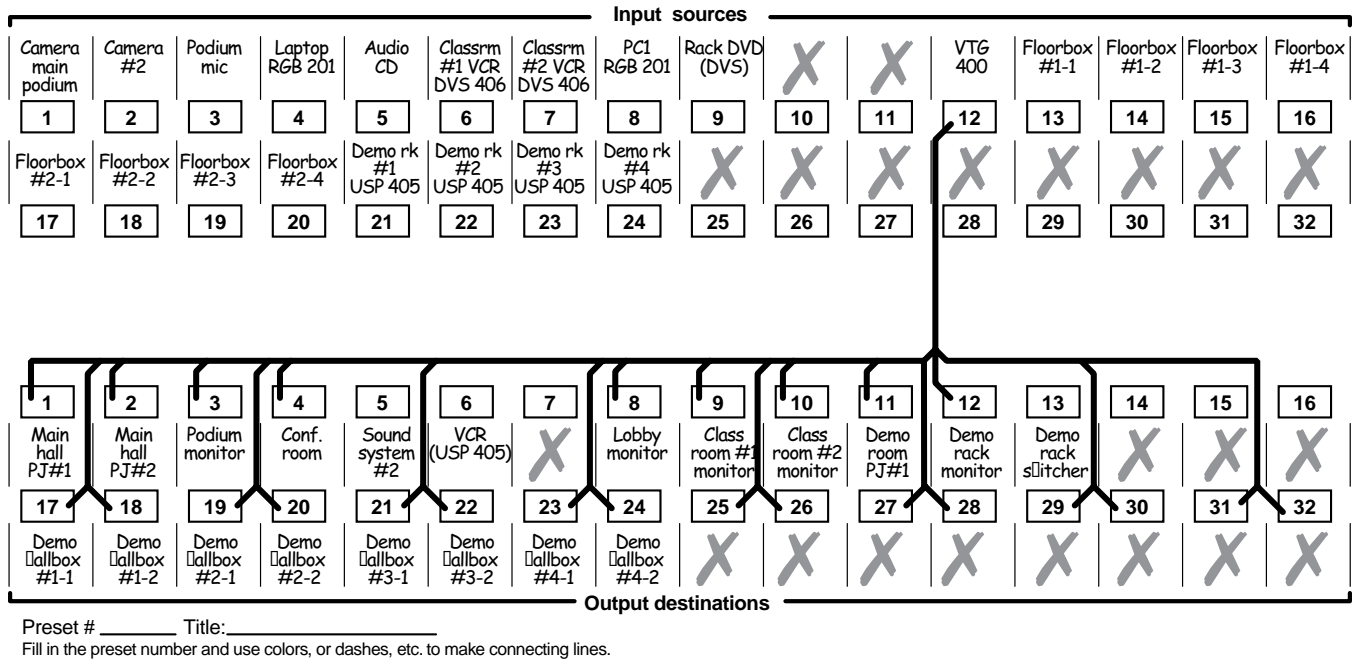 Input sources
Camera main podium
Camera #2
Podium mic
Laptop RGB 201
Audio CD
Classrm #1 VCR DVS 406
Classrm #2 VCR DVS 406
PC1 RGB 201
Rack DVD (DVS)
X
X
VTG 400
Floorbox #1-1
Floorbox #1-2
Floorbox #1-3
Floorbox #1-4
1 2 3 4 5 6 7 8 9 10 11 12 13 14 15 16
Floorbox #2-1
Floorbox #2-2
Floorbox #2-3
Floorbox #2-4
Demo rk #1 USP 405
Demo rk #2 USP 405
Demo rk #3 USP 405
Demo rk #4 USP 405
X X X X X X X X
17 18 19 20 21 22 23 24 25 26 27 28 29 30 31 32
1 2 3 4 5 6 7 8 9 10 11 12 13 14 15 16
Main hall PJ#1
Main hall PJ#2
Podium monitor
Conf. room
Sound system #2
VCR (USP 405)
X
Lobby monitor
Class room #1 monitor
Class room #2 monitor
Demo room PJ#1
Demo rack monitor
Demo rack s▯itcher
X X X
17 18 19 20 21 22 23 24 25 26 27 28 29 30 31 32
Demo ▯allbox #1-1
Demo ▯allbox #1-2
Demo ▯allbox #2-1
Demo ▯allbox #2-2
Demo ▯allbox #3-1
Demo ▯allbox #3-2
Demo ▯allbox #4-1
Demo ▯allbox #4-2
X X X X X X X X
Output destinations
Preset # ________ Title:______________________
Fill in the preset number and use colors, or dashes, etc. to make connecting lines.